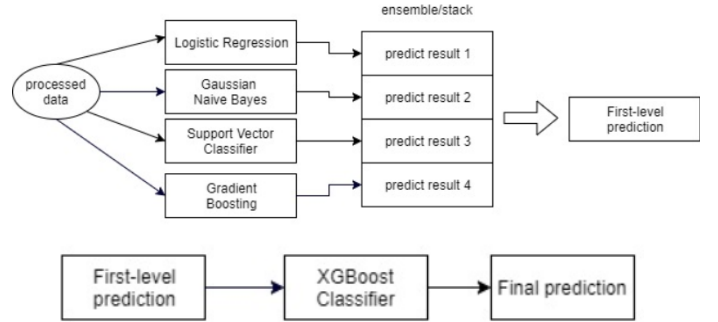 ensemble/stack
processed
data
Logistic Regression
Gaussian
Naive Bayes
Support Vector
Classifier
Gradient
Boosting
predict result 1
predict result 2
predict result 3
predict result 4
First-level
prediction
First-level
prediction
XGBoost
Classifier
Final prediction